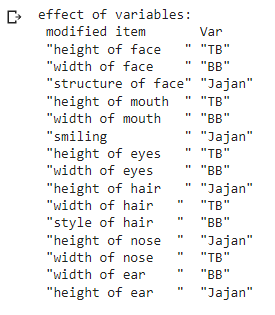 effect of variables:
modified item       Var
"height of face   " "TB"
"width of face    " "BB"
"structure of face" "Jajan"
"height of mouth  " "TB"
"width of mouth   " "BB"
"smiling          " "Jajan"
"height of eyes   " "TB"
"width of eyes    " "BB"
"height of hair   " "Jajan"
"width of hair   "  "TB"
"style of hair   "  "BB"
"height of nose  "  "Jajan"
"width of nose   "  "TB"
"width of ear    "  "BB"
"height of ear   "  "Jajan"